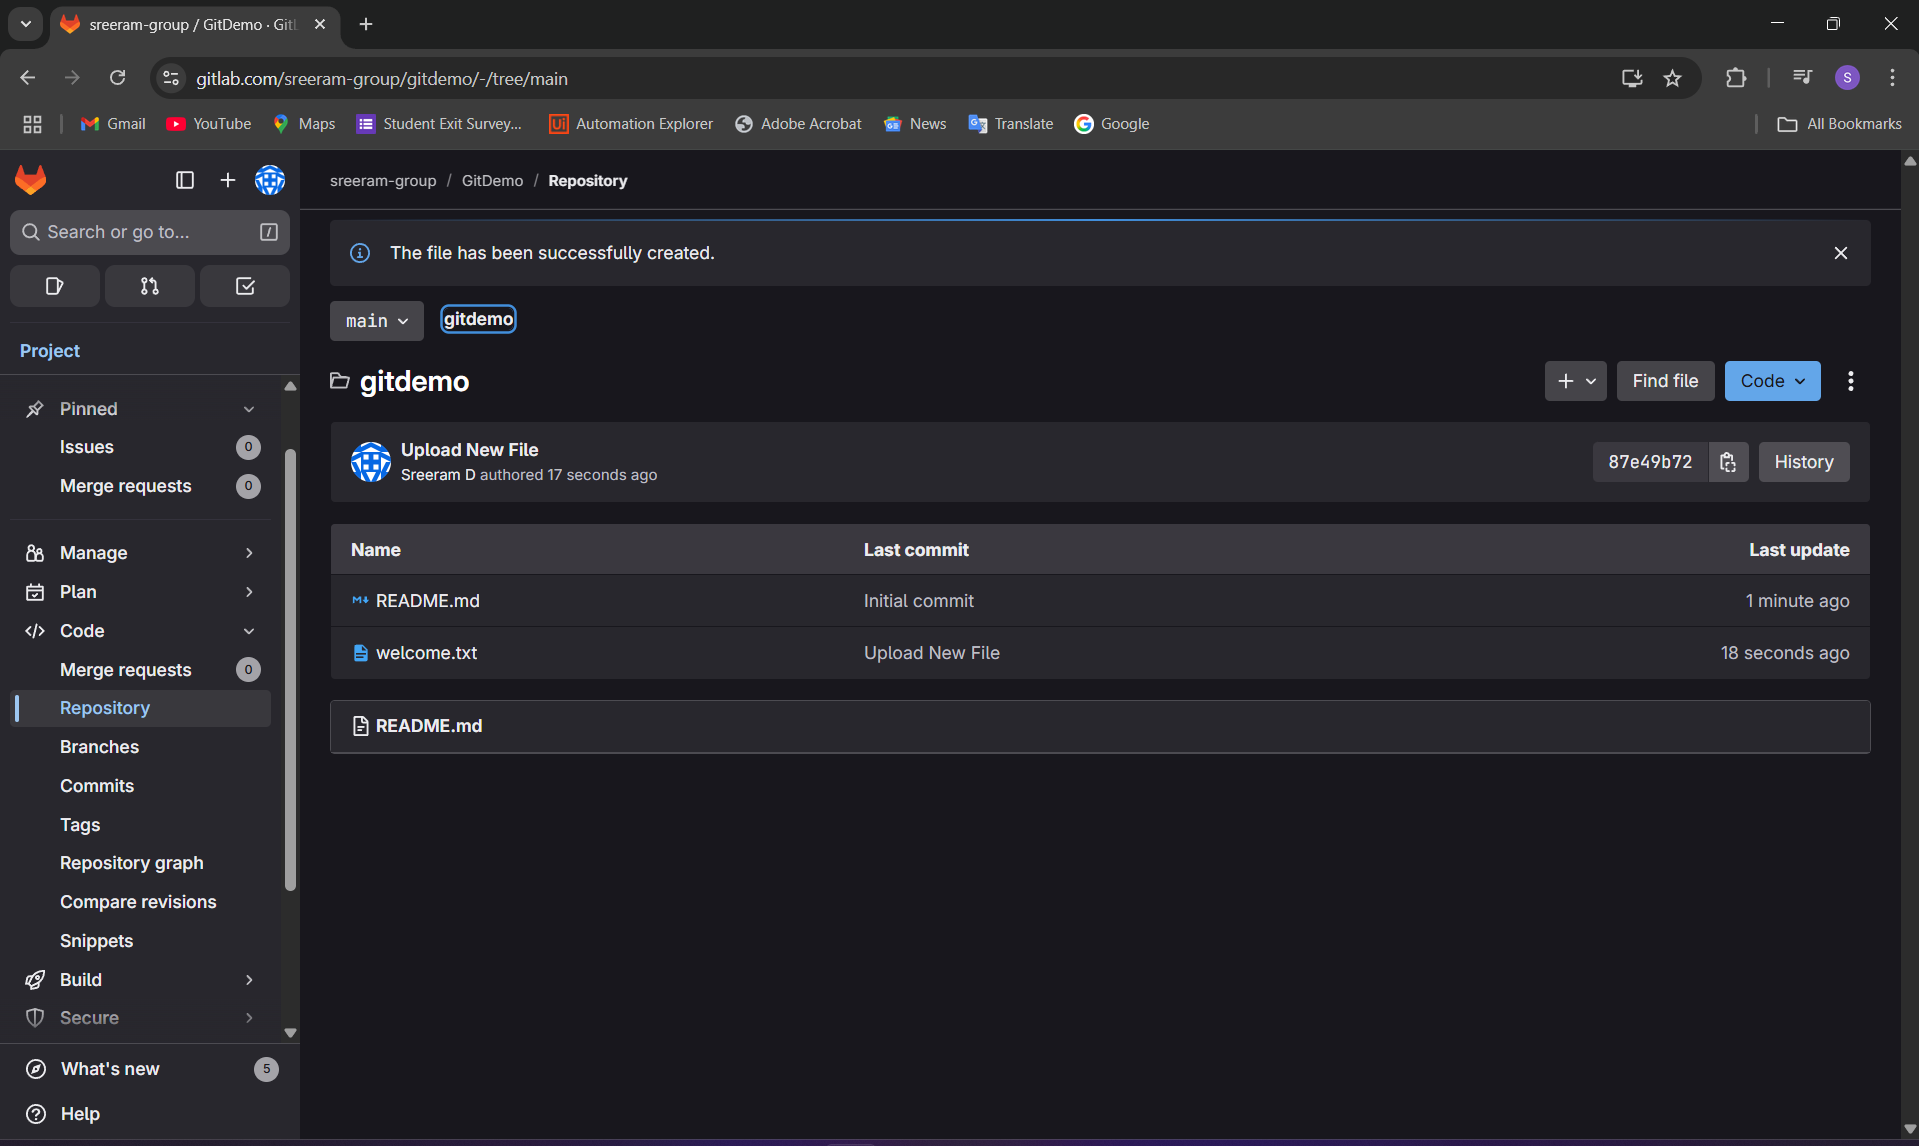 sreeram-group / GitDemo · Git
gitlab.com/sreeram-group/gitdemo/-/tree/main
S
Gmail
YouTube
Maps
Student Exit Survey...
Automation Explorer
Adobe Acrobat
News
Translate
Google
All Bookmarks
Search or go to...
/
Project
Pinned
Issues 0
Merge requests 0
Manage
Plan
Code
Merge requests 0
Repository
Branches
Commits
Tags
Repository graph
Compare revisions
Snippets
Build
Secure
What's new 5
Help
sreeram-group / GitDemo / Repository
The file has been successfully created.
main
gitdemo
gitdemo
Find file
Code
Upload New File
Sreeram D authored 17 seconds ago
87e49b72
History
Name Last commit Last update
README.md Initial commit 1 minute ago
welcome.txt Upload New File 18 seconds ago
README.md